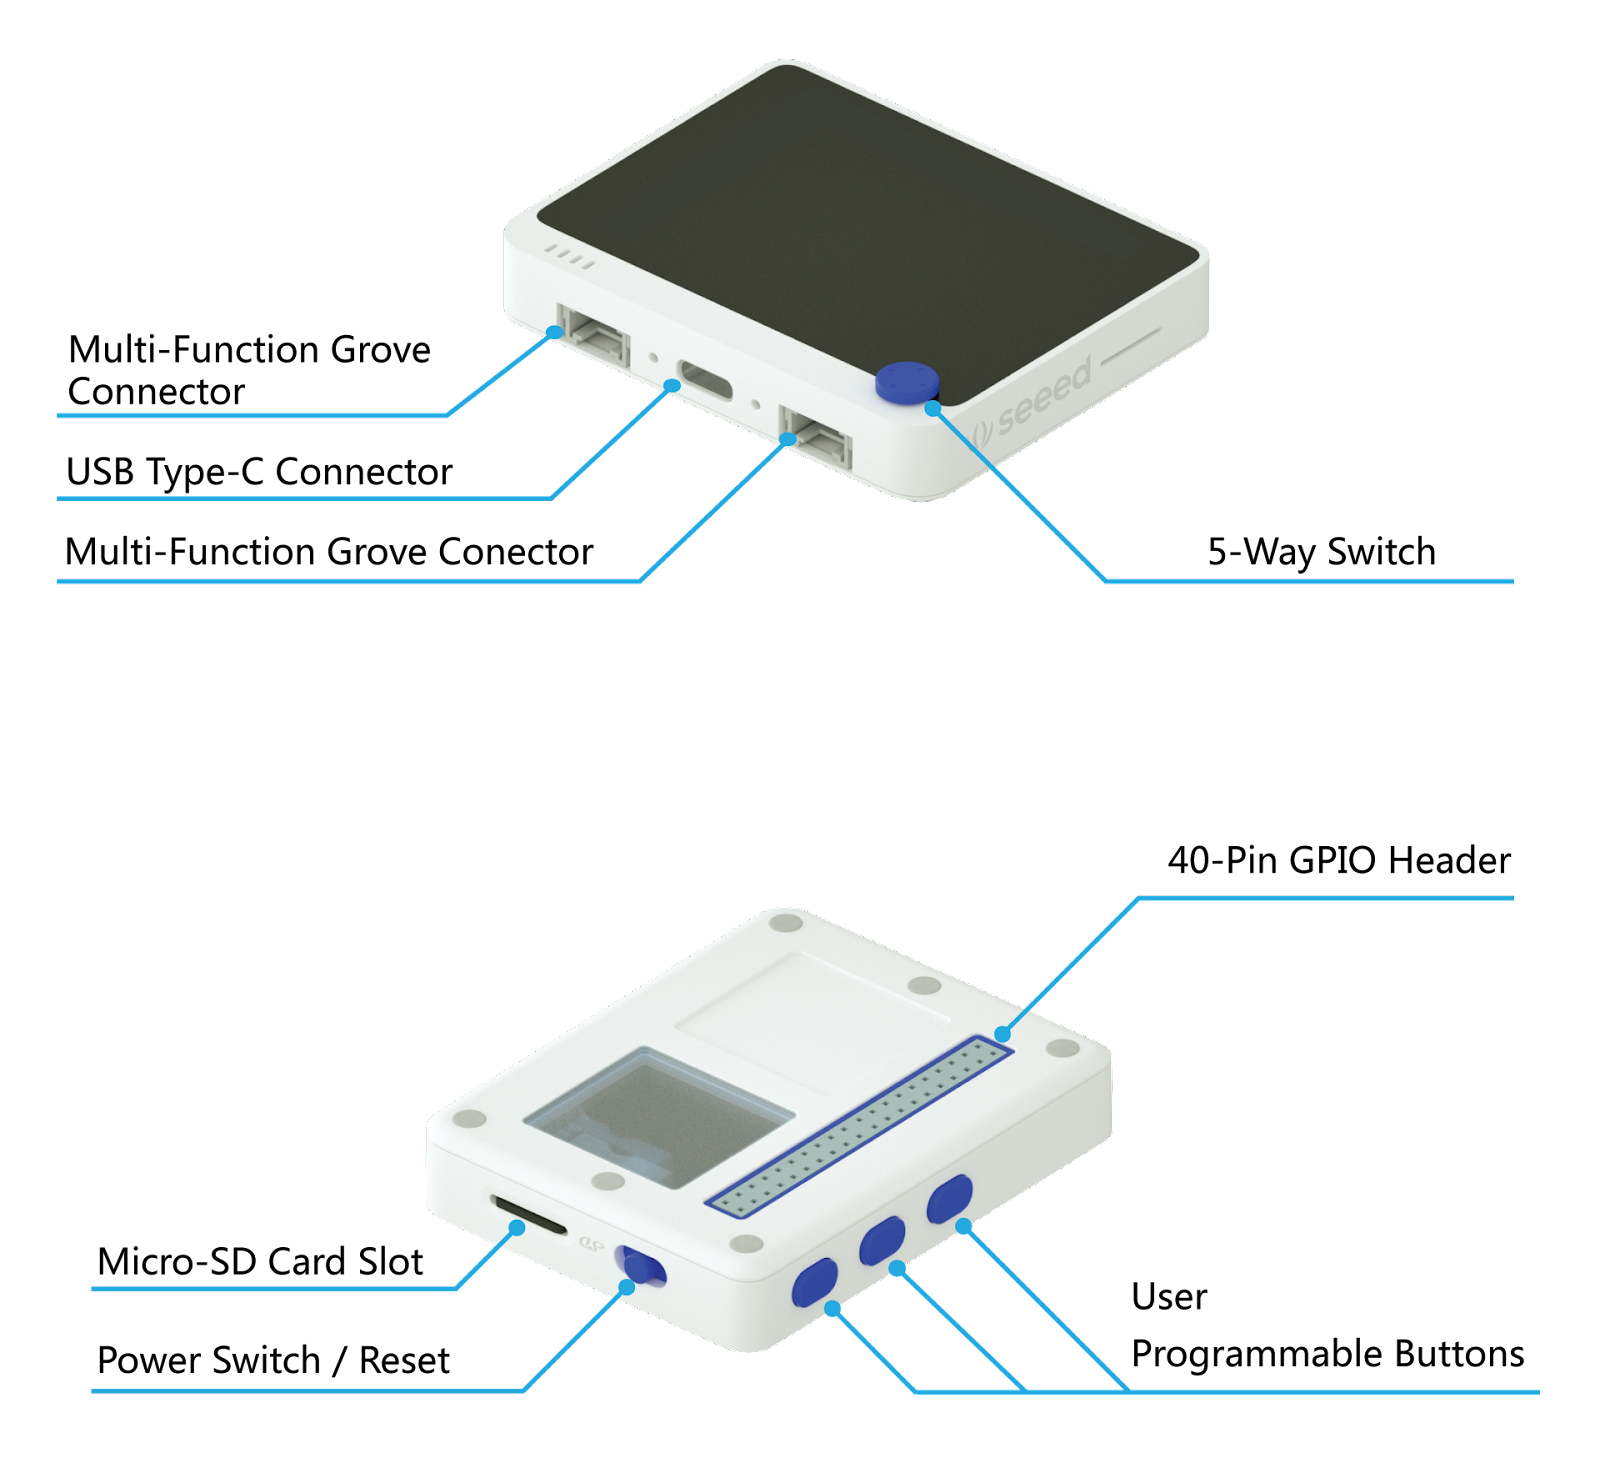 Multi-Function Grove
Connector
USB Type-C Connector
Multi-Function Grove Conector
seeed
5-Way Switch
40-Pin GPIO Header
Micro-SD Card Slot
Power Switch / Reset
User
Programmable Buttons